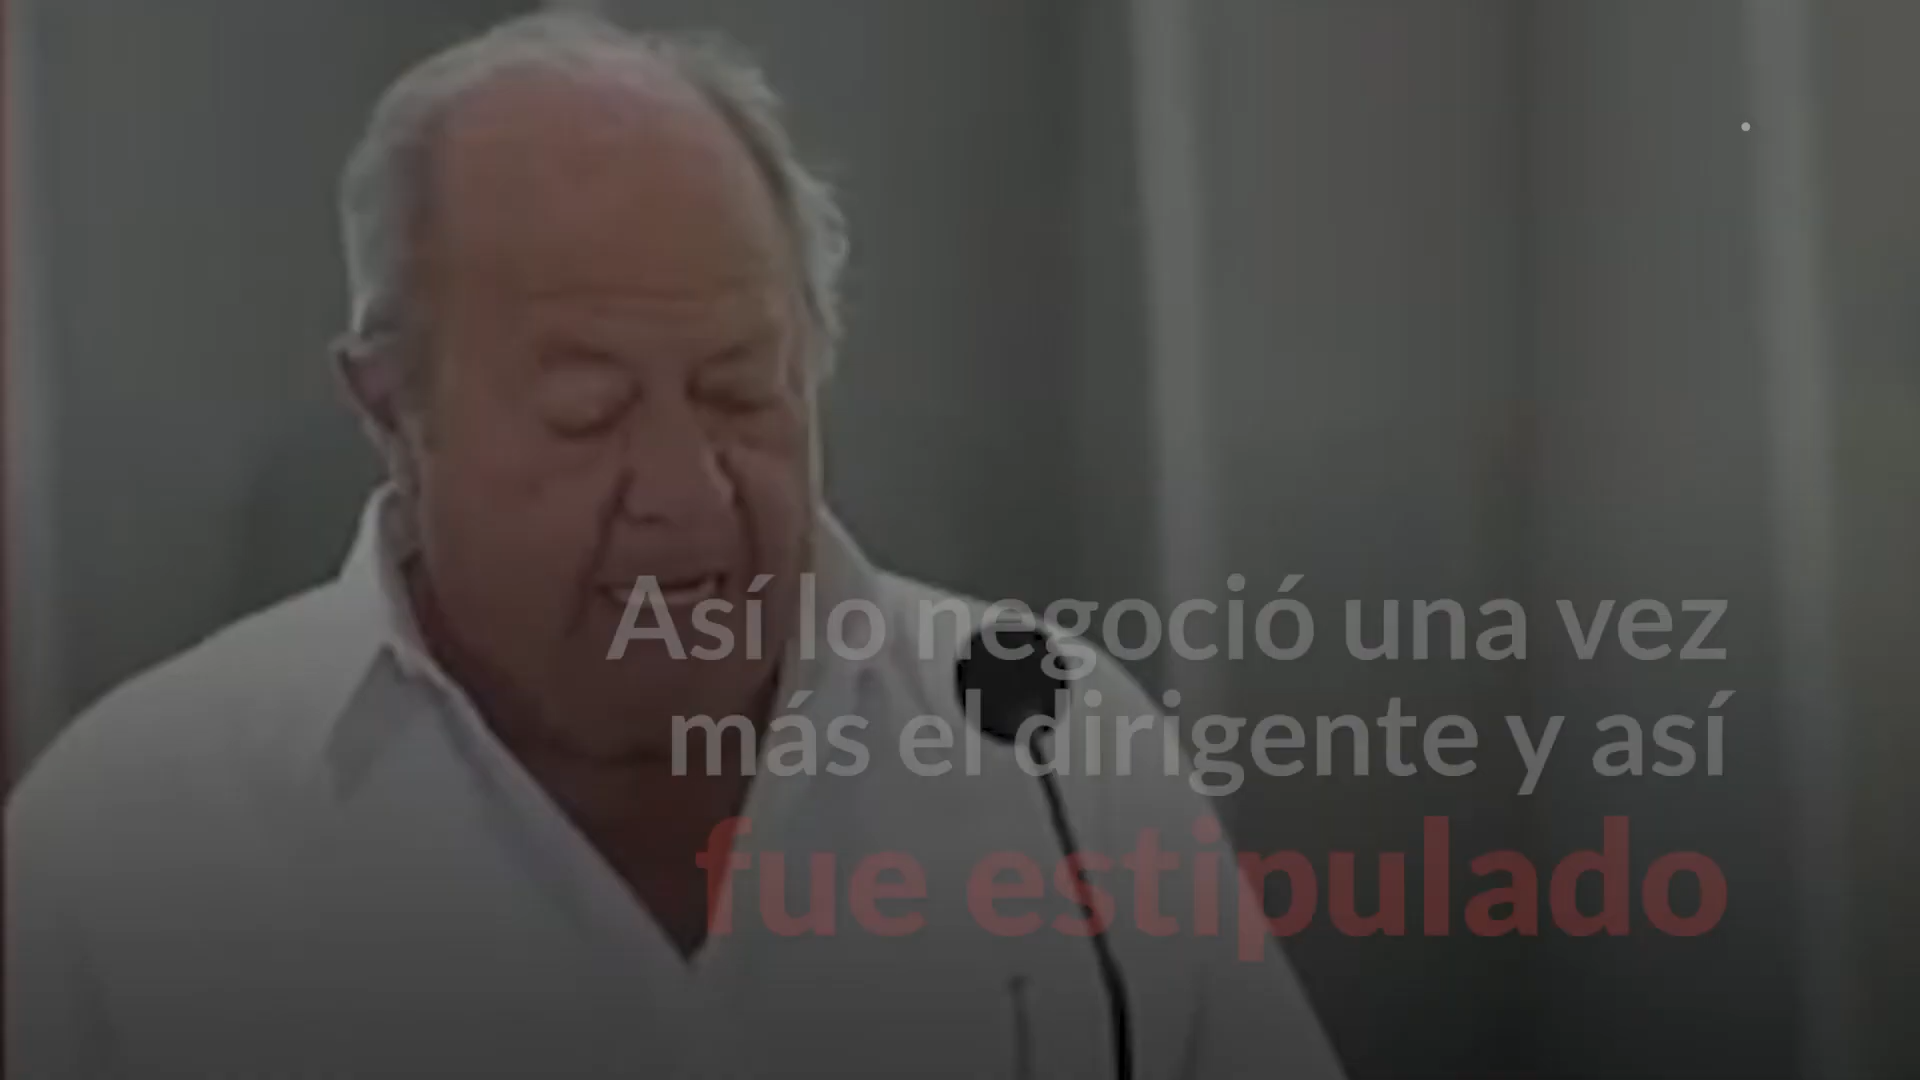 Así lo negoció una vez
más el dirigente y así
fue estipulado